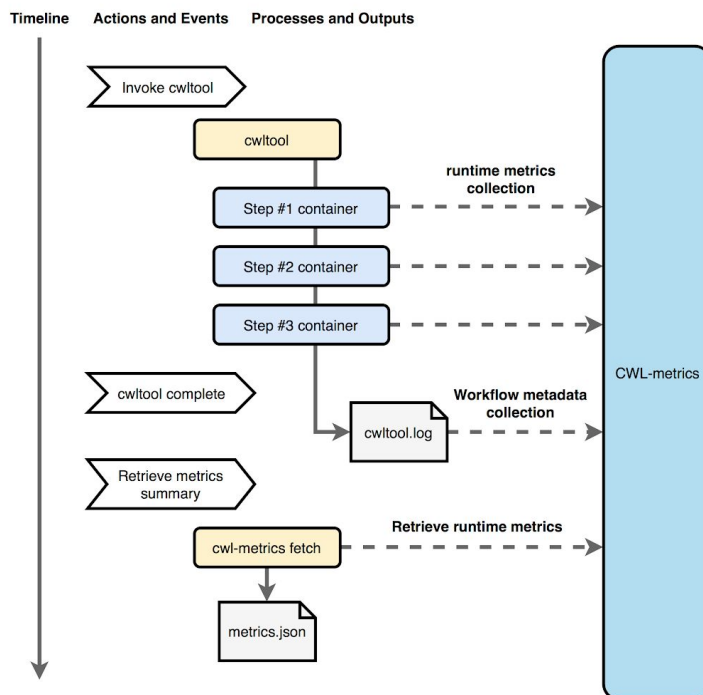 Timeline
Actions and Events
Processes and Outputs
Invoke cwltool
cwltool
runtime metrics
collection
Step #1 container
Step #2 container
Step #3 container
CWL-metrics
cwltool complete
Workflow metadata
collection
cwltool.log
Retrieve metrics
summary
Retrieve runtime metrics
cwl-metrics fetch
metrics.json